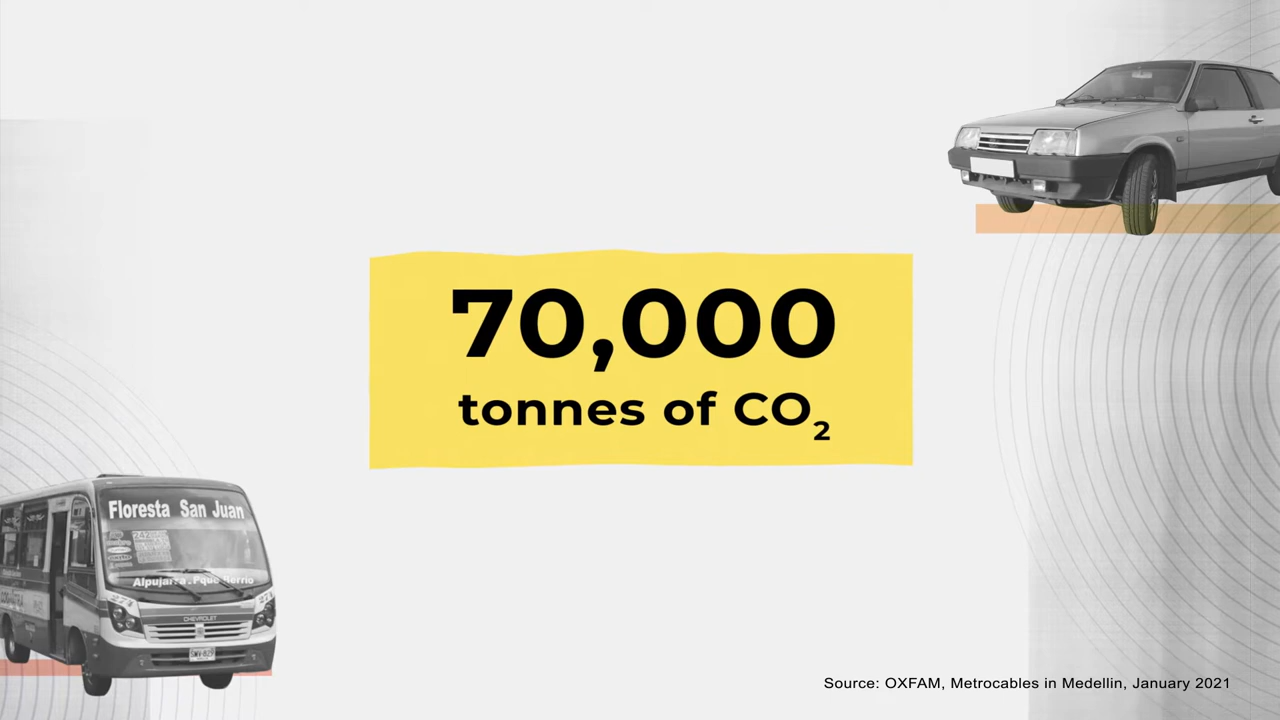 70,000
tonnes of CO₂
Floresta San Juan
Alpujarra - Pque Berrio
274
CHEVROLET
Source: OXFAM, Metrocables in Medellin, January 2021